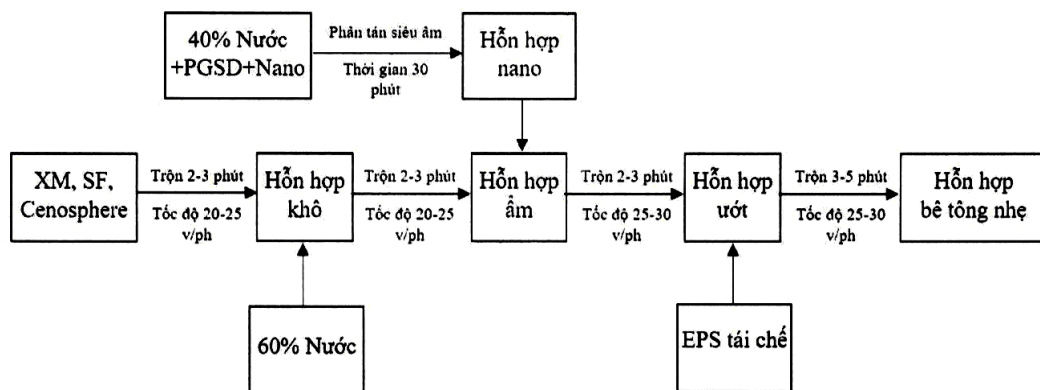 40% Nước
+PGSD+Nano
Phân tán siêu âm
Thời gian 30
phút
Hỗn hợp
nano
XM, SF,
Cenosphere
Trộn 2-3 phút
Tốc độ 20-25
v/ph
Hỗn hợp
khô
Trộn 2-3 phút
Tốc độ 20-25
v/ph
Hỗn hợp
ẩm
Trộn 2-3 phút
Tốc độ 25-30
v/ph
Hỗn hợp
ướt
Trộn 3-5 phút
Tốc độ 25-30
v/ph
Hỗn hợp
bê tông nhẹ
60% Nước
EPS tái chế